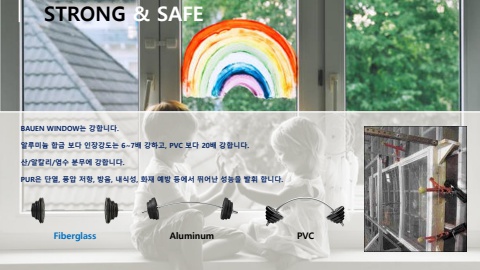 STRONG & SAFE
BAUEN WINDOW는 강합니다.
알루미늄 합금 보다 인장강도는 6~7배 강하고, PVC 보다 20배 강합니다.
산/알칼리/염수 분무에 강합니다.
PUR은 단열, 풍압 저항, 방음, 내식성, 화재 예방 등에서 뛰어난 성능을 발휘 합니다.
Fiberglass
Aluminum
PVC